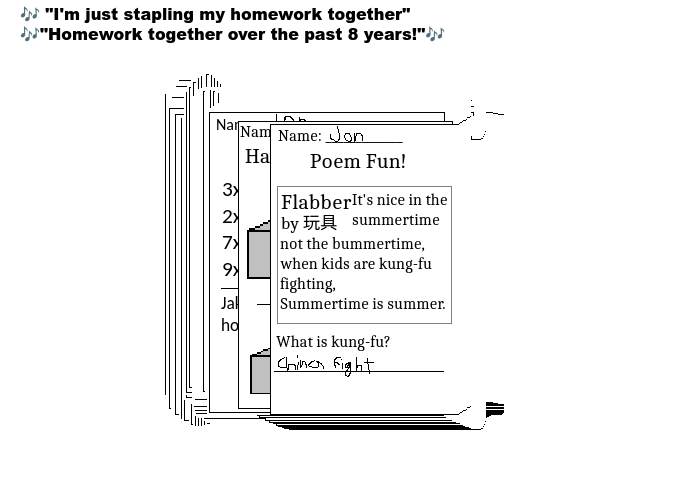 🎶 "I'm just stapling my homework together"
🎶"Homework together over the past 8 years!"🎶
Name: Jon
Poem Fun!
Flabber
by 玩具
It's nice in the
summertime
not the bummertime,
when kids are kung-fu
fighting,
Summertime is summer.
What is kung-fu?
China fight
Nam
Ha
Nar
3x
2x
7x
9x
Jal
ho